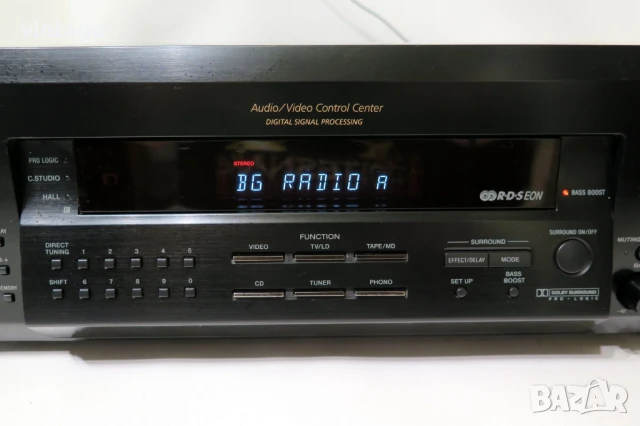 Audio/Video Control Center
DIGITAL SIGNAL PROCESSING
PRO LOGIC
C.STUDIO
HALL
STEREO
BG RADIO A
R·D·S EON
BASS BOOST
FUNCTION
VIDEO TV/LD TAPE/MD
CD TUNER PHONO
DIRECT TUNING 1 2 3 4 5
SHIFT 6 7 8 9 0
SURROUND
EFFECT/DELAY MODE
SET UP BASS BOOST
SURROUND ON/OFF
MUTING
DOLBY SURROUND
PRO · LOGIC
BAZAR